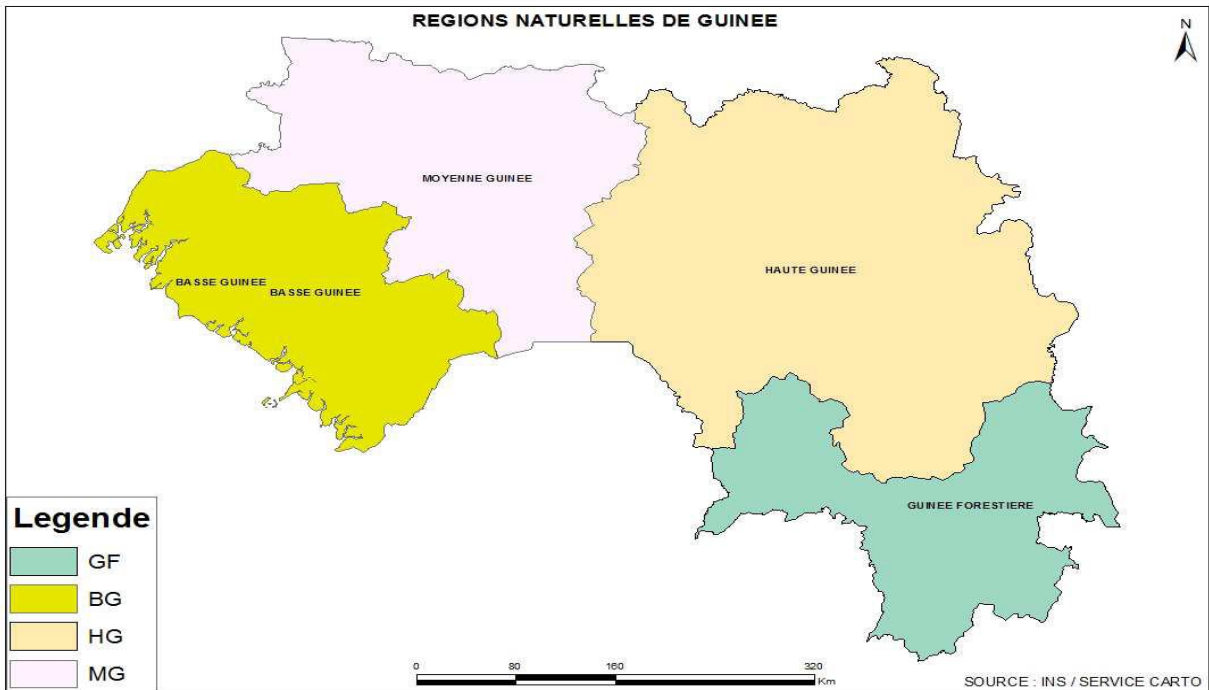 REGIONS NATURELLES DE GUINEE
N
MOYENNE GUINEE
HAUTE GUINEE
BASSE GUINEE
BASSE GUINEE
GUINEE FORESTIERE
Legende
GF
BG
HG
MG
0 80 160 320
Km
SOURCE : INS / SERVICE CARTO